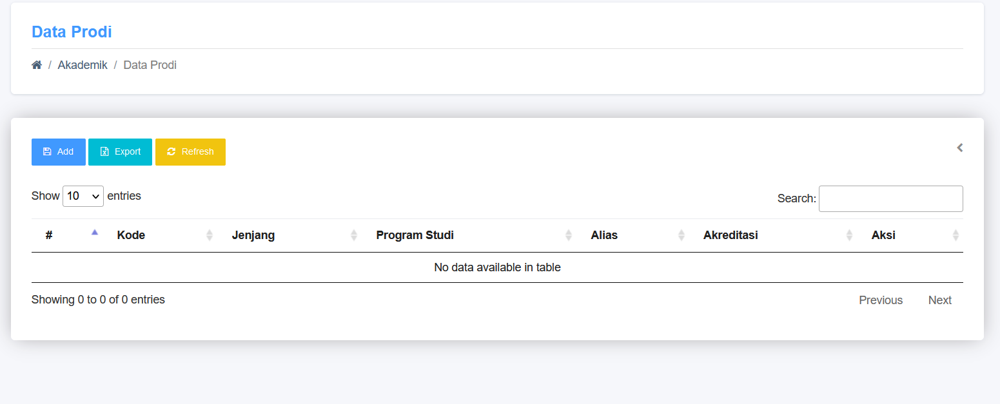 Data Prodi
/ Akademik / Data Prodi
Add Export Refresh
Show 10 entries
Search:
# Kode Jenjang Program Studi Alias Akreditasi Aksi
No data available in table
Showing 0 to 0 of 0 entries
Previous Next